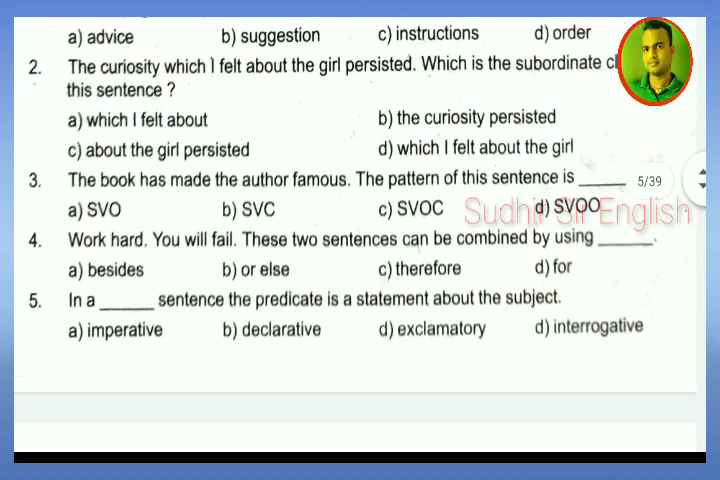 a) advice b) suggestion c) instructions d) order
2. The curiosity which I felt about the girl persisted. Which is the subordinate
this sentence ?
a) which I felt about b) the curiosity persisted
c) about the girl persisted d) which I felt about the girl
3. The book has made the author famous. The pattern of this sentence is ______ 5/39
a) SVO b) SVC c) SVOC d) SVOO
Sudhir Sir English
4. Work hard. You will fail. These two sentences can be combined by using _______.
a) besides b) or else c) therefore d) for
5. In a _______ sentence the predicate is a statement about the subject.
a) imperative b) declarative d) exclamatory d) interrogative